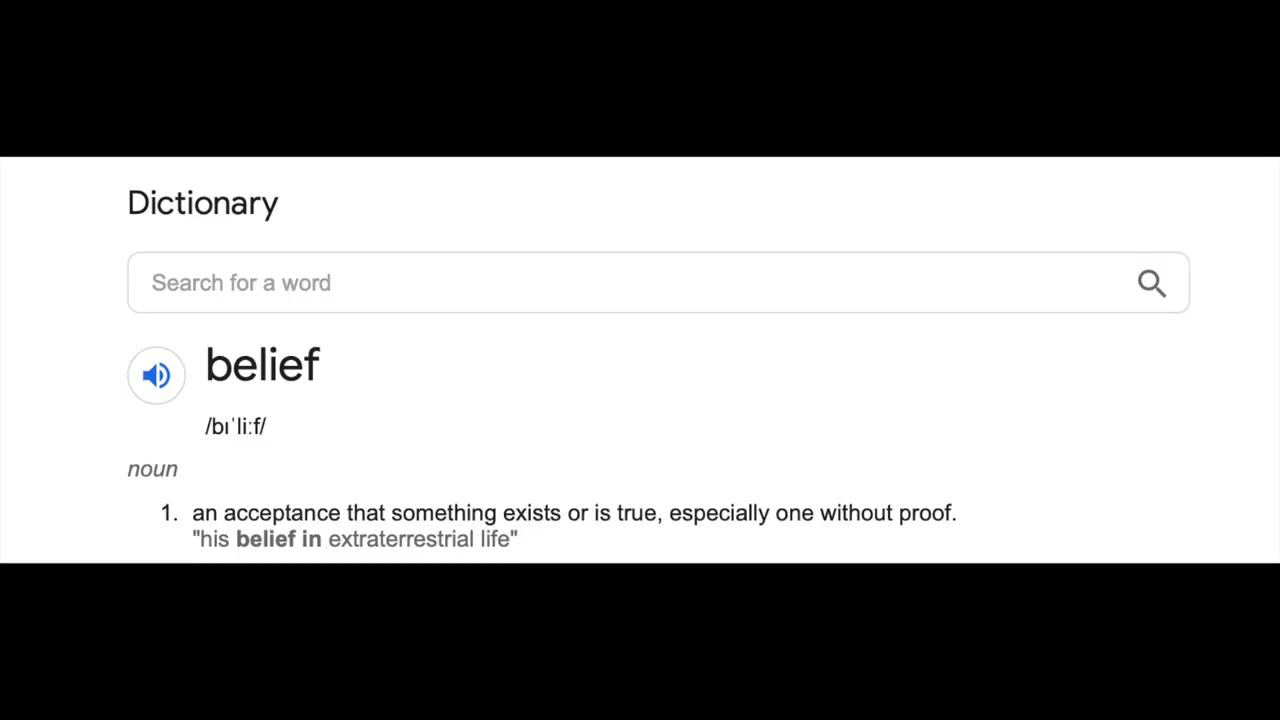 Dictionary
Search for a word
belief
/bɪˈliːf/
noun
1. an acceptance that something exists or is true, especially one without proof.
"his belief in extraterrestrial life"